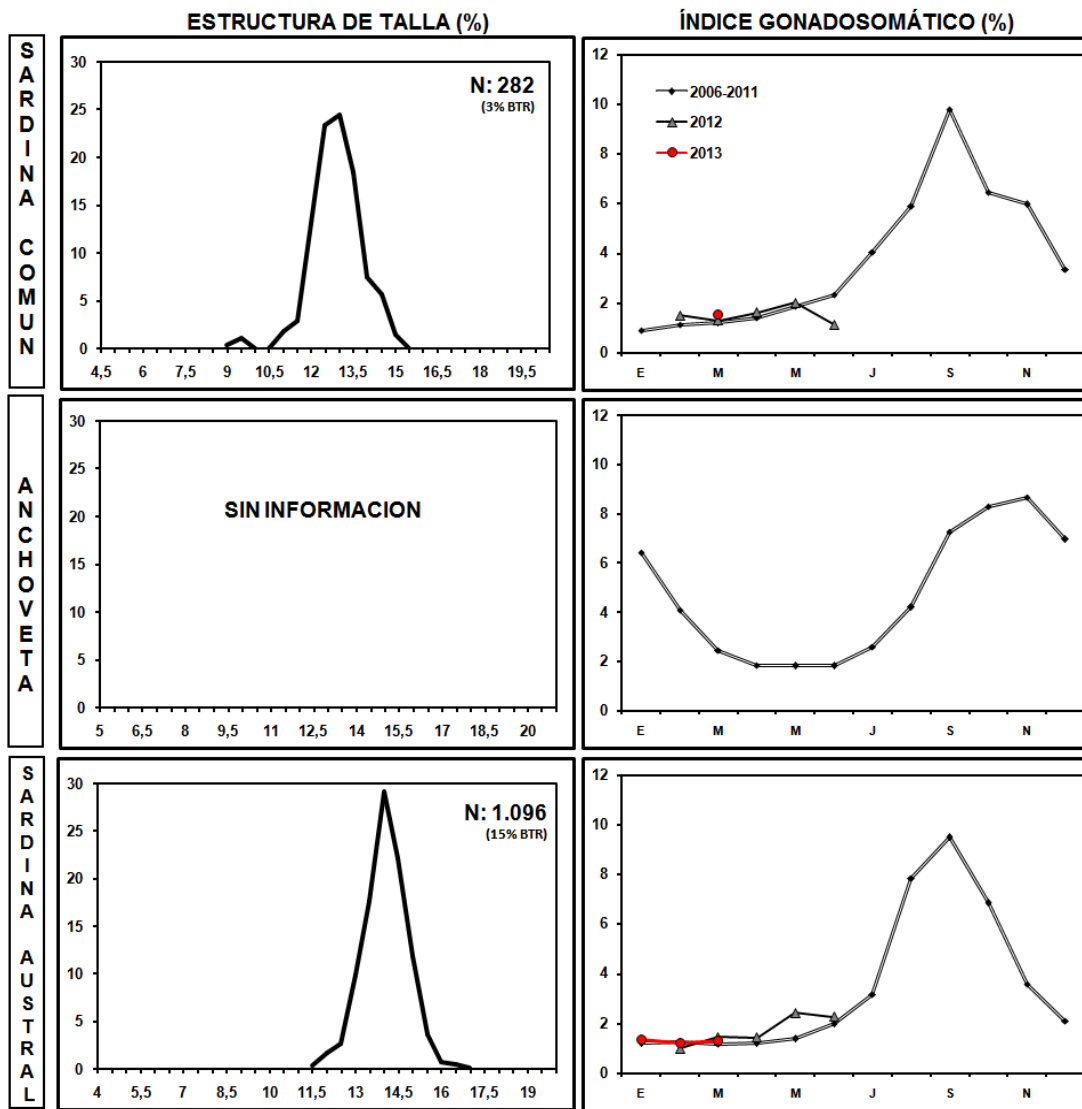 ESTRUCTURA DE TALLA (%)
ÍNDICE GONADOSOMÁTICO (%)
SARDINA COMUN
30
25
20
15
10
5
0
N: 282
(3% BTR)
4,5 6 7,5 9 10,5 12 13,5 15 16,5 18 19,5
12
10
8
6
4
2
0
2006-2011
2012
2013
E M M J S N
ANCHOVETA
30
25
20
15
10
5
0
SIN INFORMACION
5 6,5 8 9,5 11 12,5 14 15,5 17 18,5 20
12
10
8
6
4
2
0
E M M J S N
SARDINA AUSTRAL
30
25
20
15
10
5
0
N: 1.096
(15% BTR)
4 5,5 7 8,5 10 11,5 13 14,5 16 17,5 19
12
10
8
6
4
2
0
E M M J S N